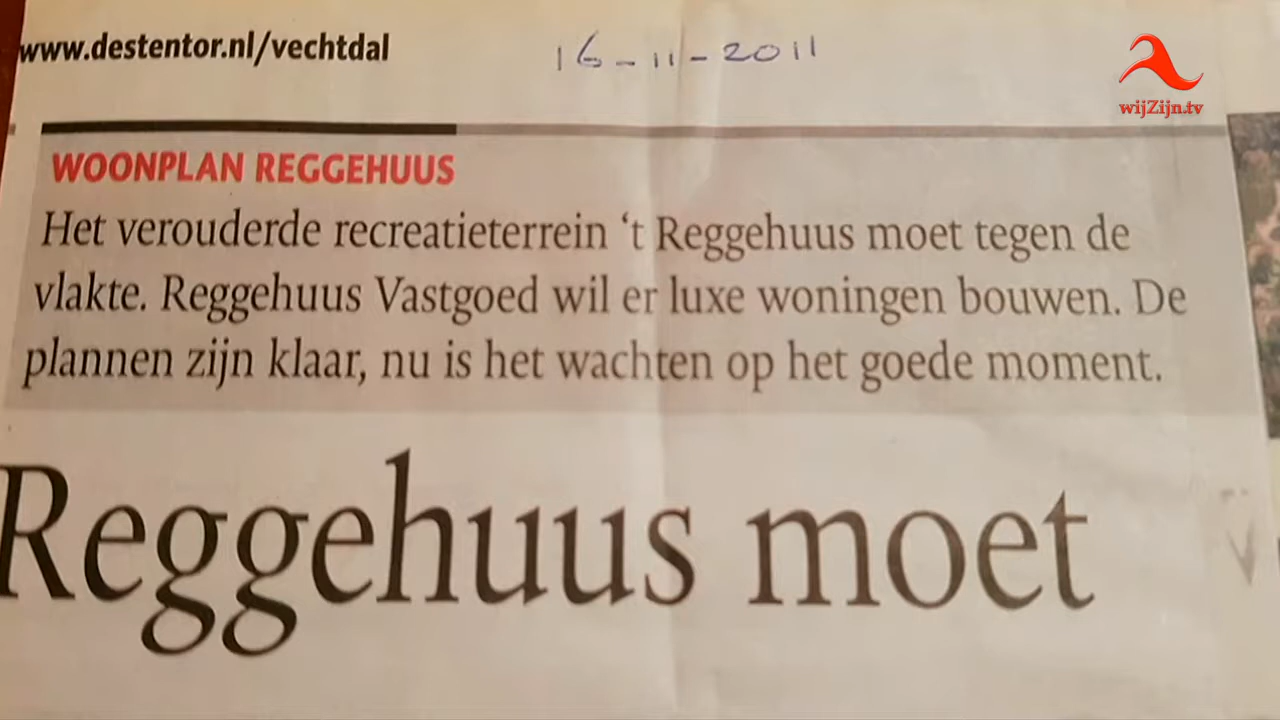 www.destentor.nl/vechtdal
16-11-2011
wijZijn.tv
WOONPLAN REGGEHUUS
Het verouderde recreatieterrein ‘t Reggehuus moet tegen de
vlakte. Reggehuus Vastgoed wil er luxe woningen bouwen. De
plannen zijn klaar, nu is het wachten op het goede moment.
Reggehuus moet